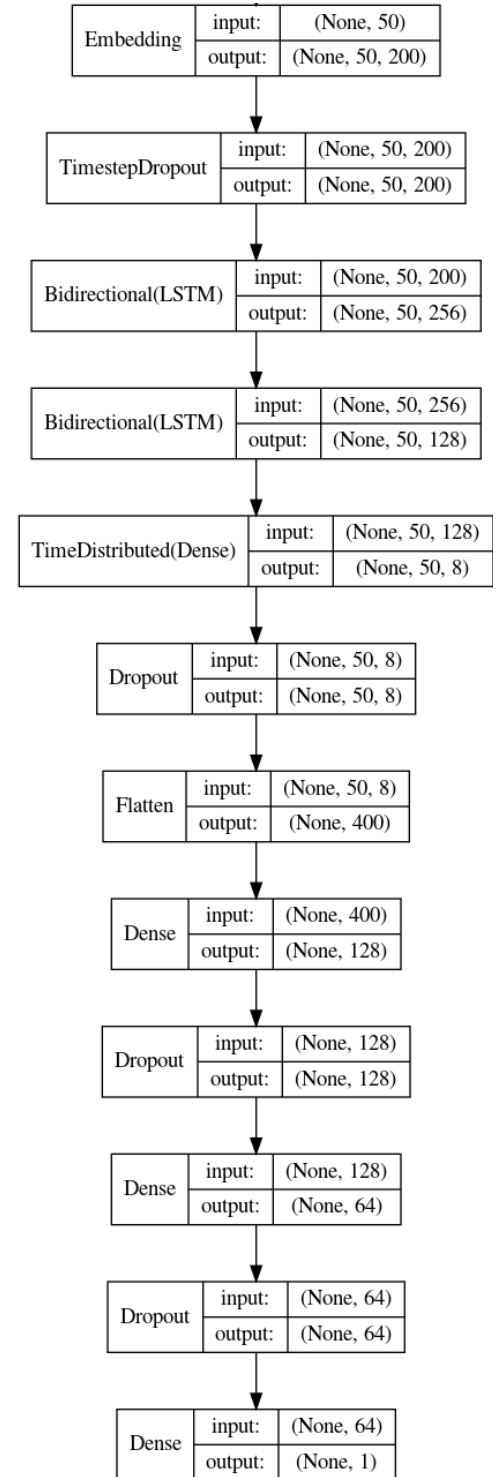 Embedding input: (None, 50)
output: (None, 50, 200)
TimestepDropout input: (None, 50, 200)
output: (None, 50, 200)
Bidirectional(LSTM) input: (None, 50, 200)
output: (None, 50, 256)
Bidirectional(LSTM) input: (None, 50, 256)
output: (None, 50, 128)
TimeDistributed(Dense) input: (None, 50, 128)
output: (None, 50, 8)
Dropout input: (None, 50, 8)
output: (None, 50, 8)
Flatten input: (None, 50, 8)
output: (None, 400)
Dense input: (None, 400)
output: (None, 128)
Dropout input: (None, 128)
output: (None, 128)
Dense input: (None, 128)
output: (None, 64)
Dropout input: (None, 64)
output: (None, 64)
Dense input: (None, 64)
output: (None, 1)